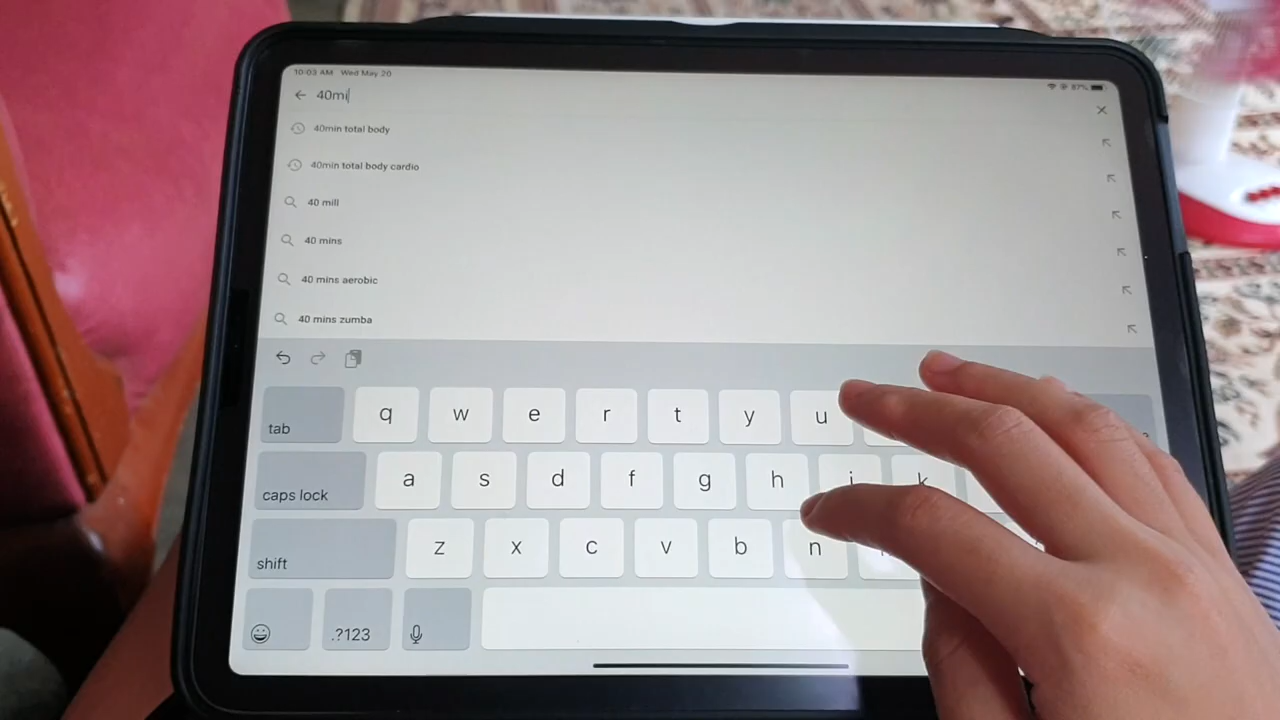 10:03 AM Wed May 20
87%
40mi
40min total body
40min total body cardio
40 mill
40 mins
40 mins aerobic
40 mins zumba
tab q w e r t y u
caps lock a s d f g h j k
shift z x c v b n
.?123